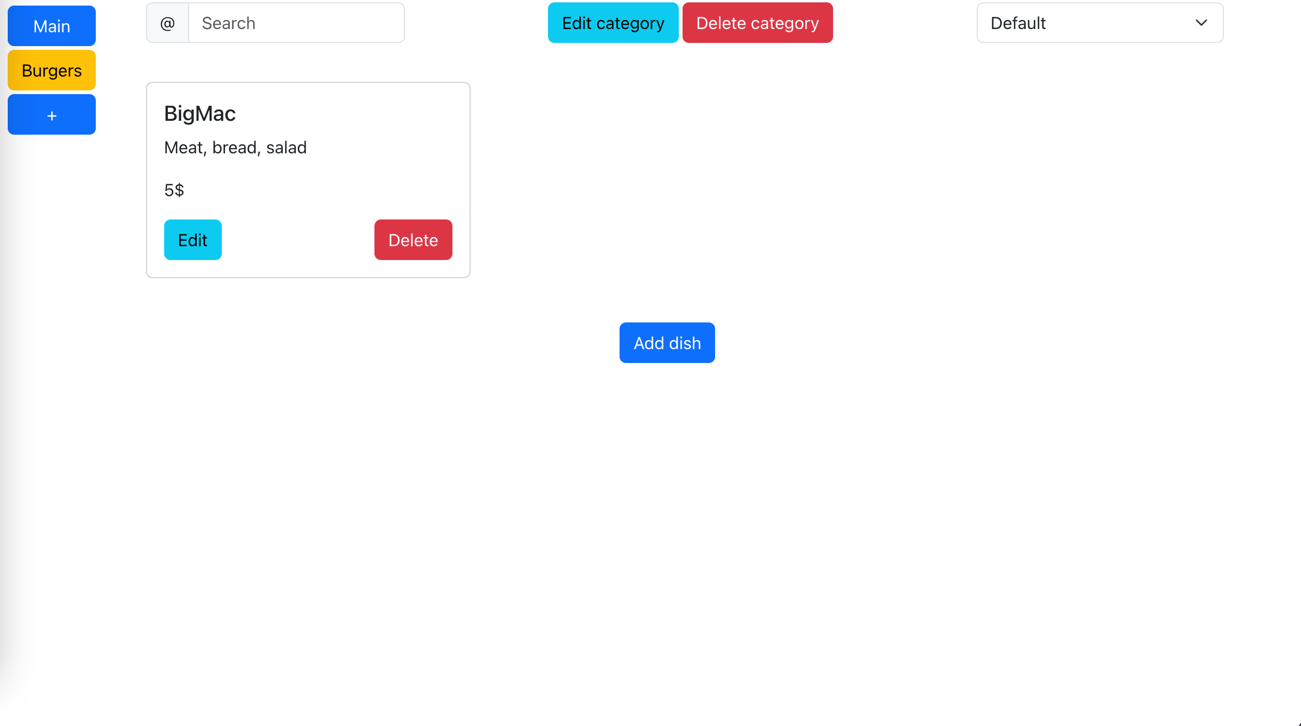 Main
Burgers
+
@ Search
Edit category Delete category
Default
BigMac
Meat, bread, salad
5$
Edit Delete
Add dish